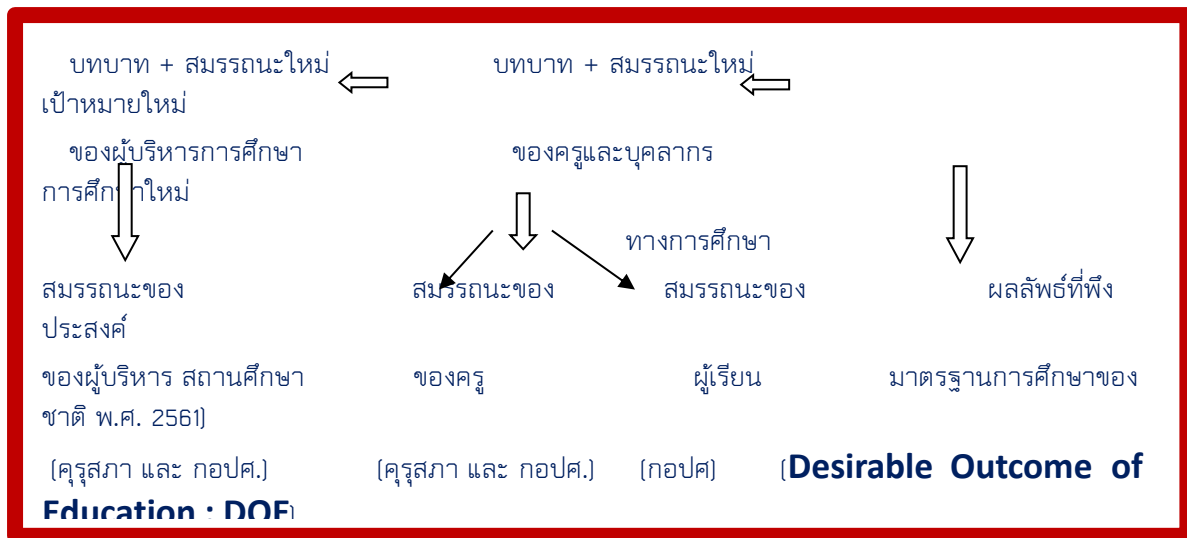 บทบาท + สมรรถนะใหม่ บทบาท + สมรรถนะใหม่
เป้าหมายใหม่
ของผู้บริหารการศึกษา ของครูและบุคลากร
การศึกษาใหม่
ทางการศึกษา
สมรรถนะของ สมรรถนะของ สมรรถนะของ ผลลัพธ์ที่พึง
ประสงค์
ของผู้บริหาร สถานศึกษา ของครู ผู้เรียน มาตรฐานการศึกษาของ
ชาติ พ.ศ. 2561)
(คุรุสภา และ กอปศ.) (คุรุสภา และ กอปศ.) (กอปศ) (Desirable Outcome of
Education : DOE)